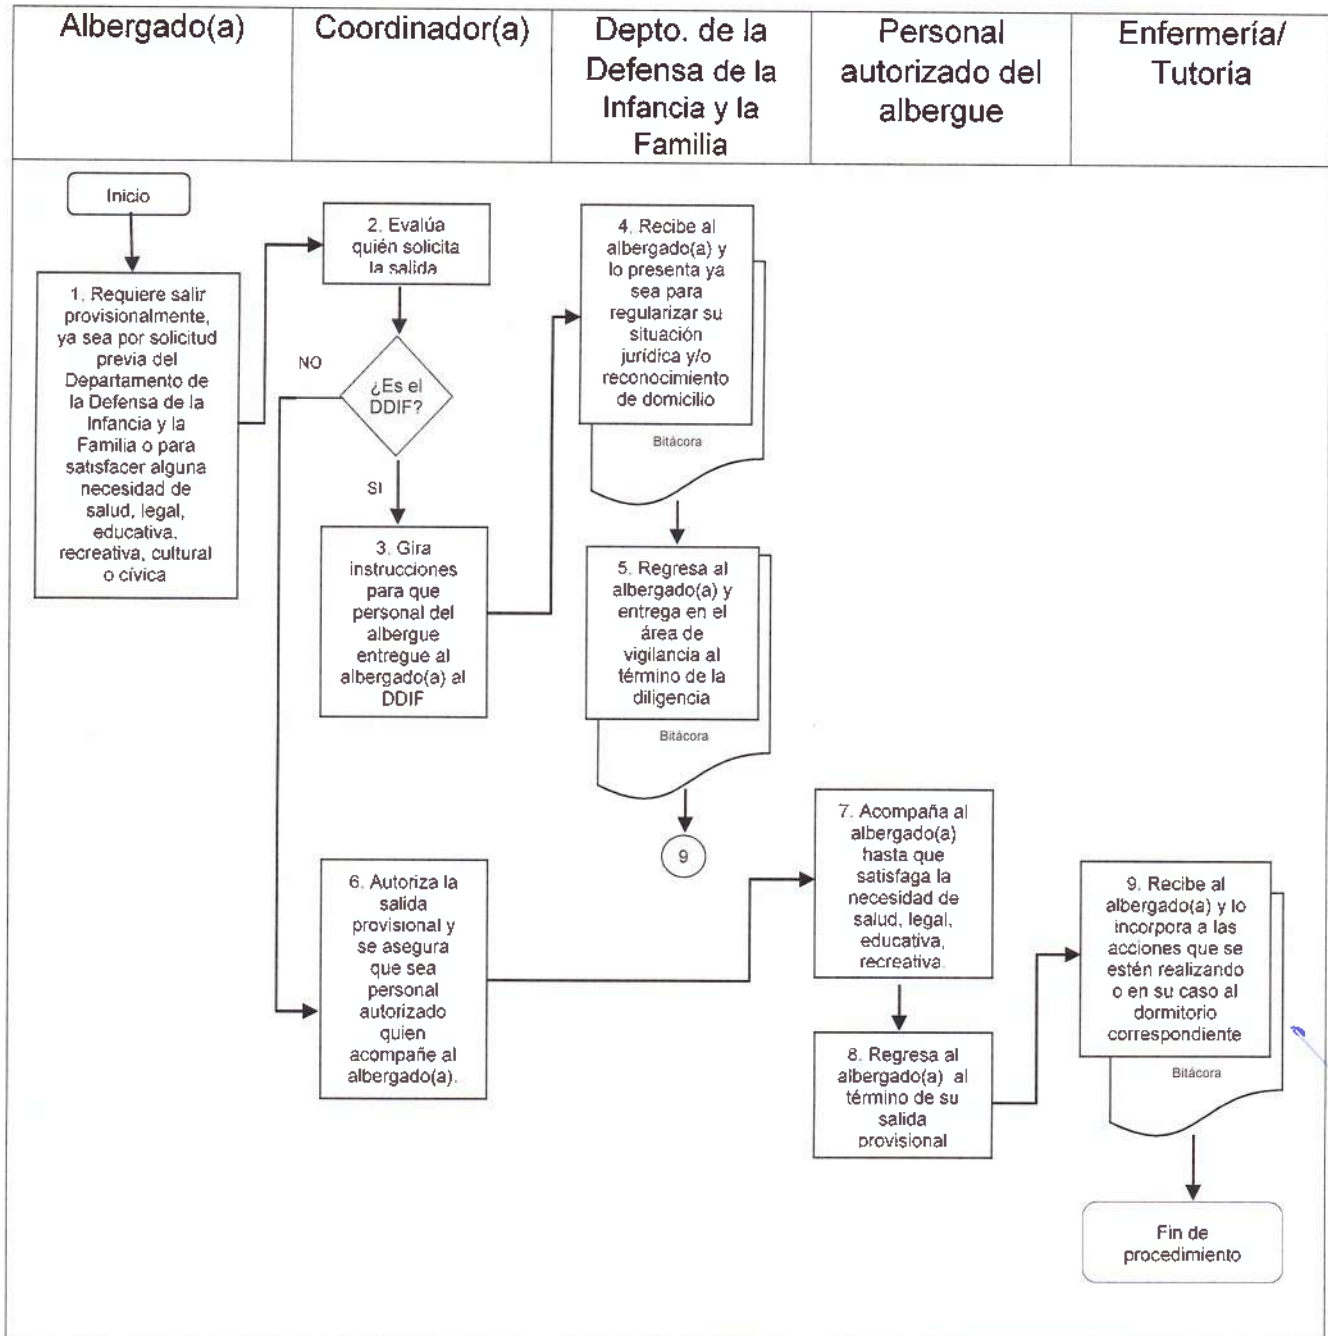 Albergado(a)
Coordinador(a)
Depto. de la
Defensa de la
Infancia y la
Familia
Personal
autorizado del
albergue
Enfermería/
Tutoría
Inicio
1. Requiere salir
provisionalmente,
ya sea por solicitud
previa del
Departamento de
la Defensa de la
Infancia y la
Familia o para
satisfacer alguna
necesidad de
salud, legal,
educativa,
recreativa, cultural
o cívica
2. Evalúa
quién solicita
la salida
¿Es el
DDIF?
NO
SI
3. Gira
instrucciones
para que
personal del
albergue
entregue al
albergado(a) al
DDIF
4. Recibe al
albergado(a) y
lo presenta ya
sea para
regularizar su
situación
jurídica y/o
reconocimiento
de domicilio
Bitácora
5. Regresa al
albergado(a) y
entrega en el
área de
vigilancia al
término de la
diligencia
Bitácora
9
6. Autoriza la
salida
provisional y
se asegura
que sea
personal
autorizado
quien
acompañe al
albergado(a).
7. Acompaña al
albergado(a)
hasta que
satisfaga la
necesidad de
salud, legal,
educativa,
recreativa.
8. Regresa al
albergado(a) al
término de su
salida
provisional
9. Recibe al
albergado(a) y lo
incorpora a las
acciones que se
estén realizando
o en su caso al
dormitorio
correspondiente
Bitácora
Fin de
procedimiento